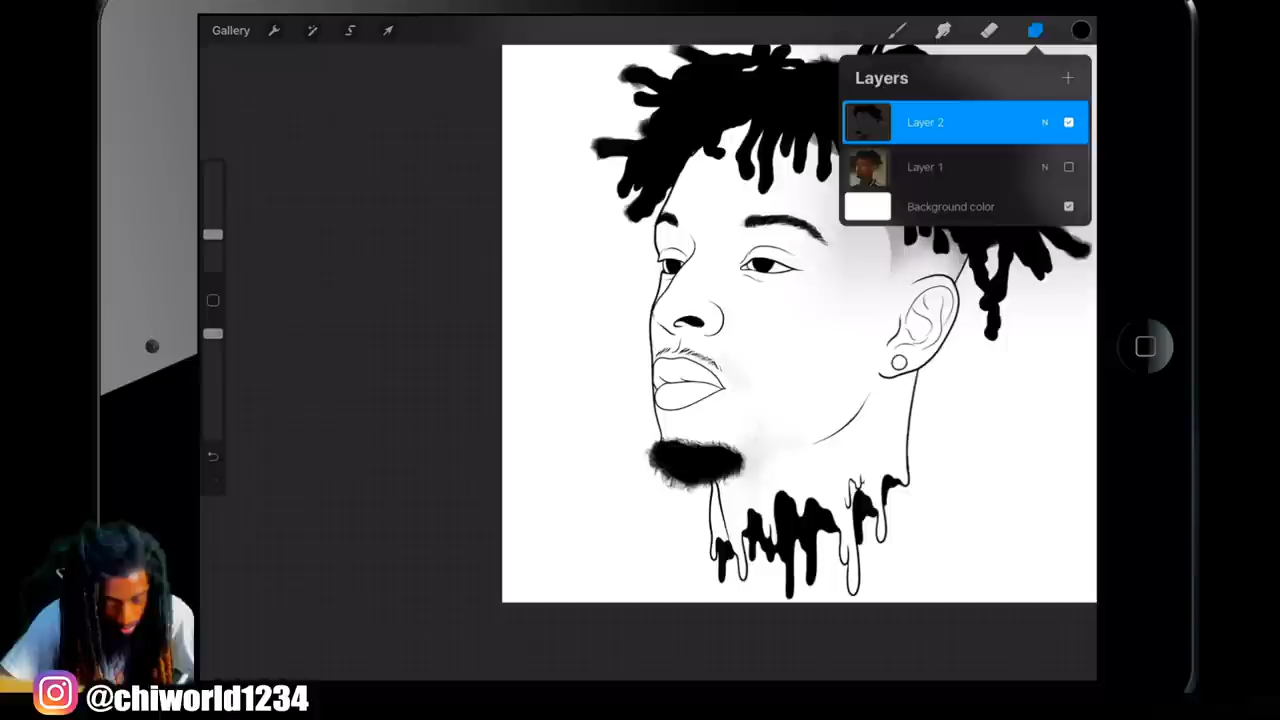 Gallery
Layers
Layer 2 N
Layer 1 N
Background color
@chiworld1234